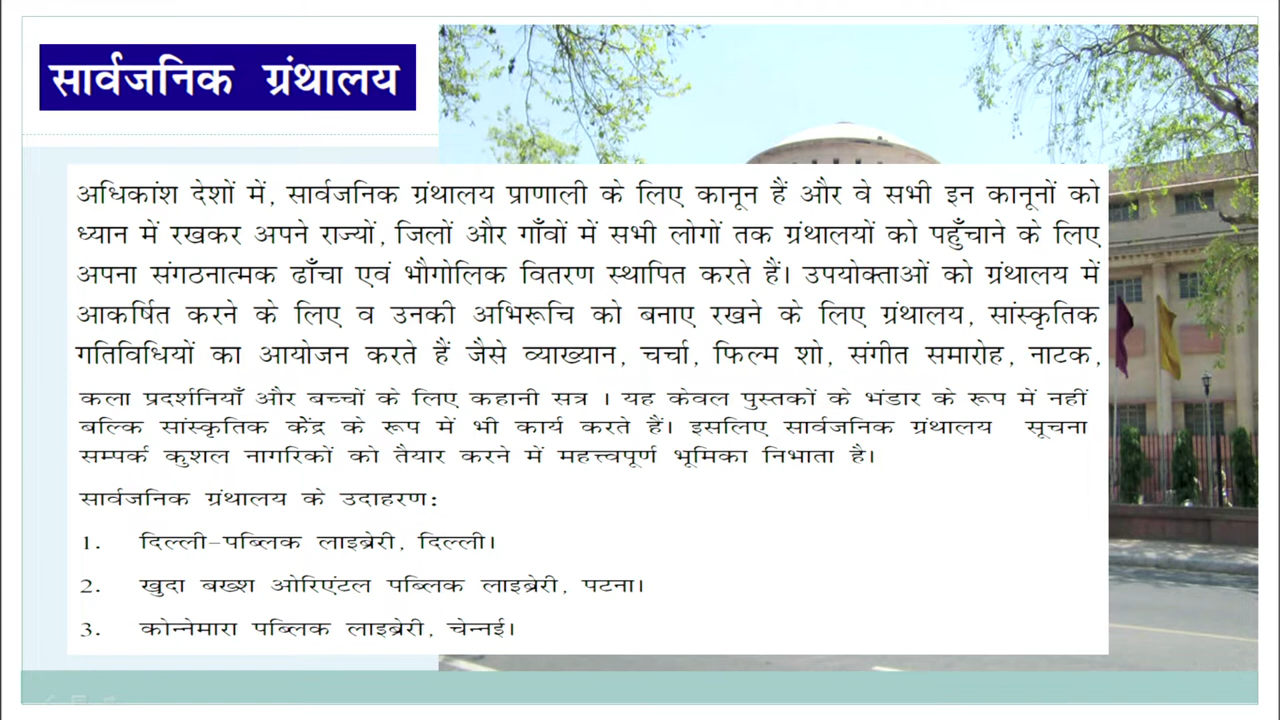 सार्वजनिक ग्रंथालय
अधिकांश देशों में, सार्वजनिक ग्रंथालय प्राणाली के लिए कानून हैं और वे सभी इन कानूनों को
ध्यान में रखकर अपने राज्यों, जिलों और गाँवों में सभी लोगों तक ग्रंथालयों को पहुँचाने के लिए
अपना संगठनात्मक ढाँचा एवं भौगोलिक वितरण स्थापित करते हैं। उपयोक्ताओं को ग्रंथालय में
आकर्षित करने के लिए व उनकी अभिरूचि को बनाए रखने के लिए ग्रंथालय, सांस्कृतिक
गतिविधियों का आयोजन करते हैं जैसे व्याख्यान, चर्चा, फिल्म शो, संगीत समारोह, नाटक,
कला प्रदर्शनियाँ और बच्चों के लिए कहानी सत्र । यह केवल पुस्तकों के भंडार के रूप में नहीं
बल्कि सांस्कृतिक केंद्र के रूप में भी कार्य करते हैं। इसलिए सार्वजनिक ग्रंथालय सूचना
सम्पर्क कुशल नागरिकों को तैयार करने में महत्त्वपूर्ण भूमिका निभाता है।
सार्वजनिक ग्रंथालय के उदाहरण:
1. दिल्ली-पब्लिक लाइब्रेरी, दिल्ली।
2. खुदा बख्श ओरिएंटल पब्लिक लाइब्रेरी, पटना।
3. कोन्नेमारा पब्लिक लाइब्रेरी, चेन्नई।